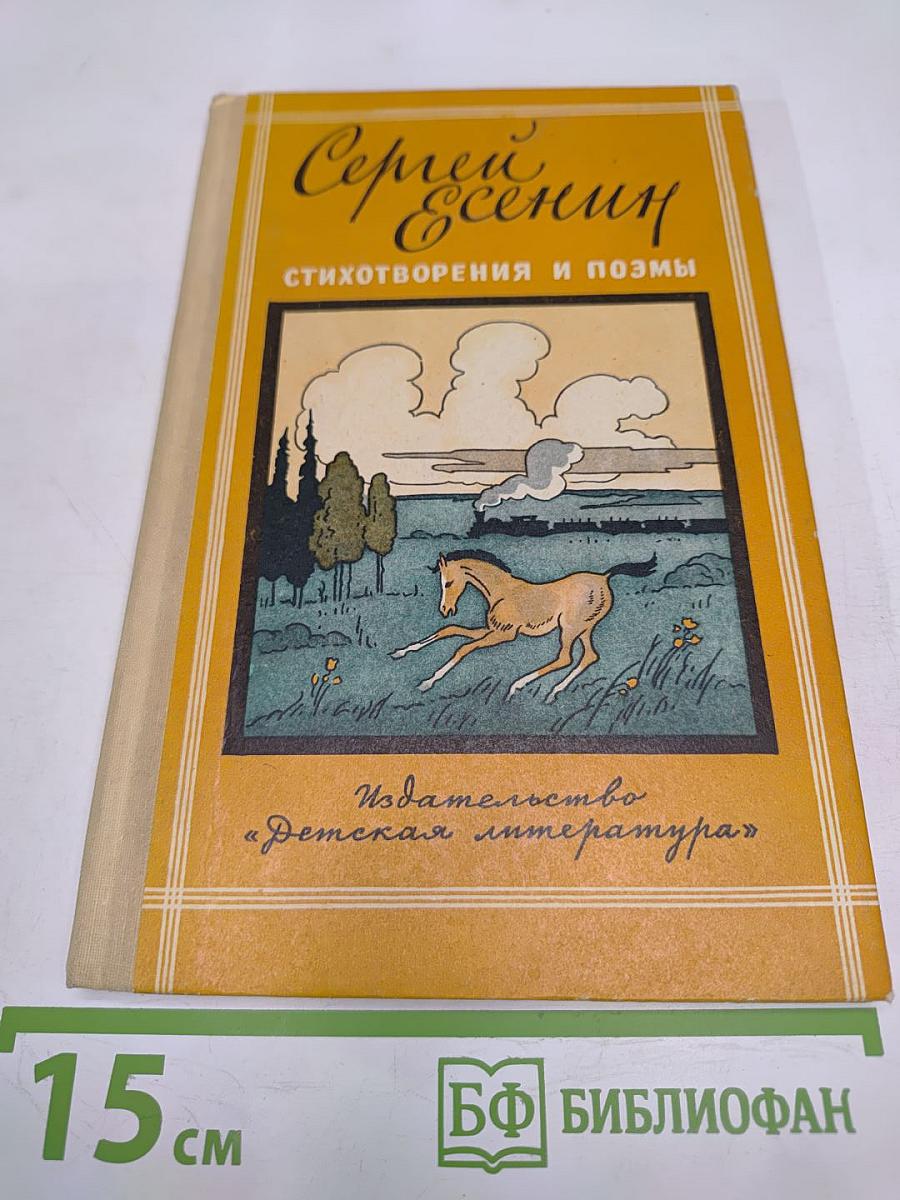 Сергей
Есенин
СТИХОТВОРЕНИЯ И ПОЭМЫ
Издательство
«Детская литература»
15 см
БФ БИБЛИОФАН